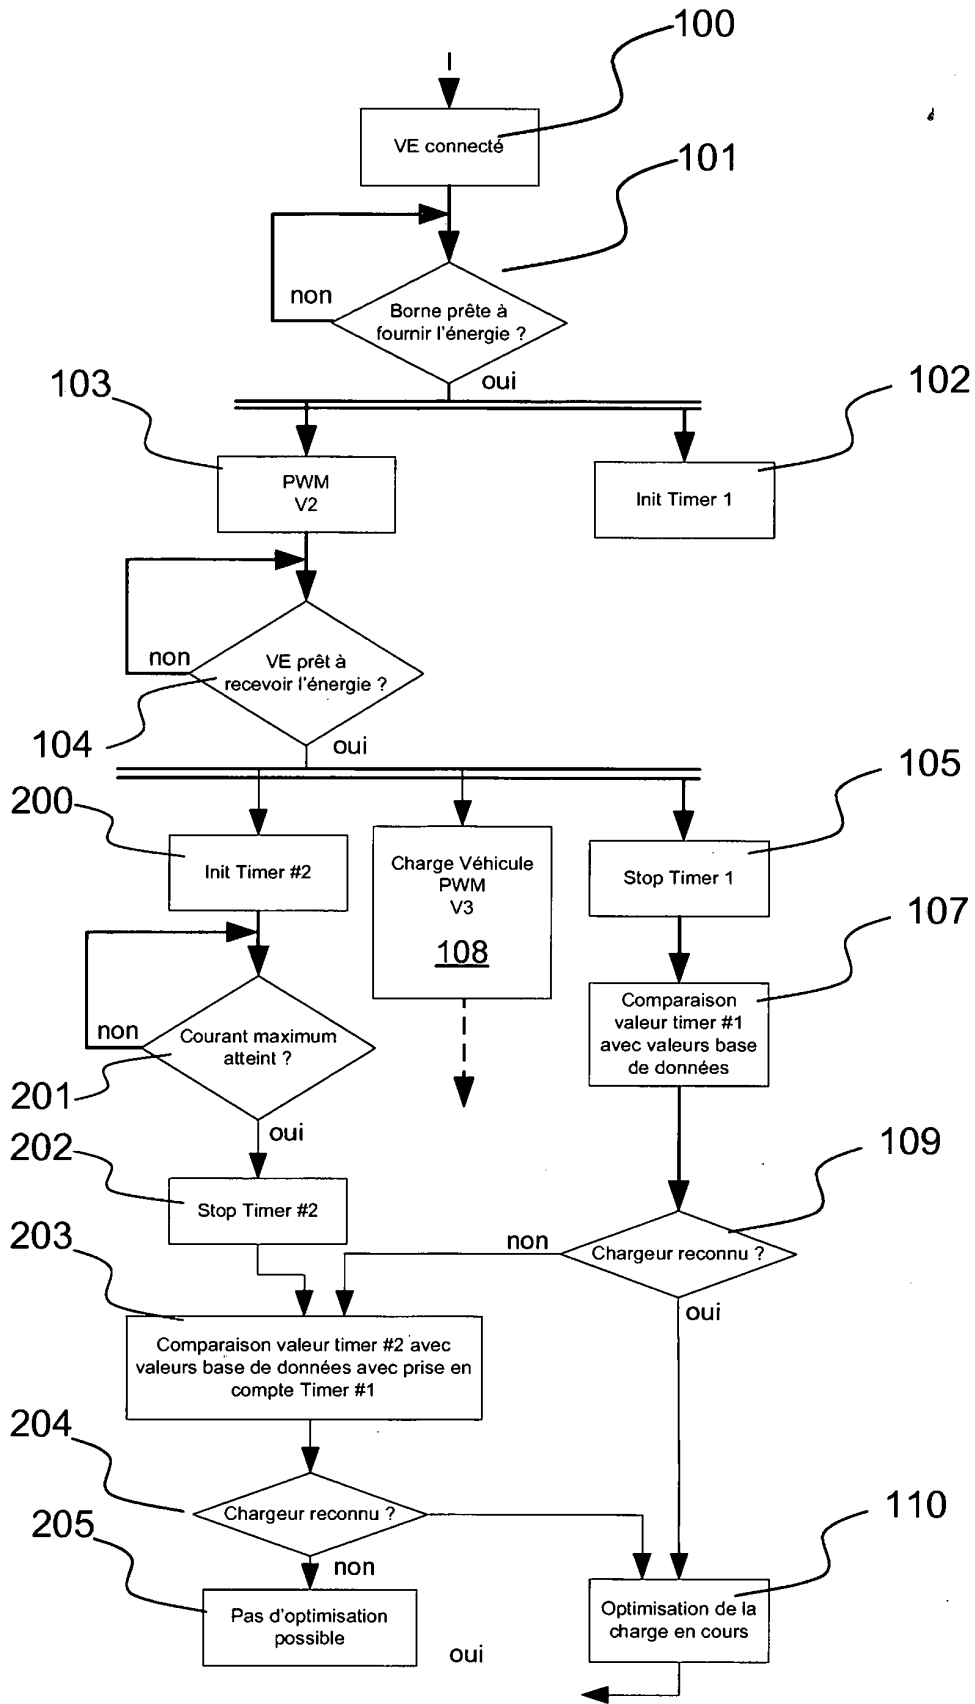 100
VE connecté
101
non
Borne prête à
fournir l'énergie ?
oui
103
102
PWM
V2
Init Timer 1
non
VE prêt à
recevoir l'énergie ?
104
oui
105
200
Init Timer #2
Charge Véhicule
PWM
V3
108
Stop Timer 1
107
non
Courant maximum
atteint ?
Comparaison
valeur timer #1
avec valeurs base
de données
201
oui
202
109
Stop Timer #2
203
non
Chargeur reconnu ?
oui
Comparaison valeur timer #2 avec
valeurs base de données avec prise en
compte Timer #1
204
Chargeur reconnu ?
110
205
non
Pas d'optimisation
possible
oui
Optimisation de la
charge en cours